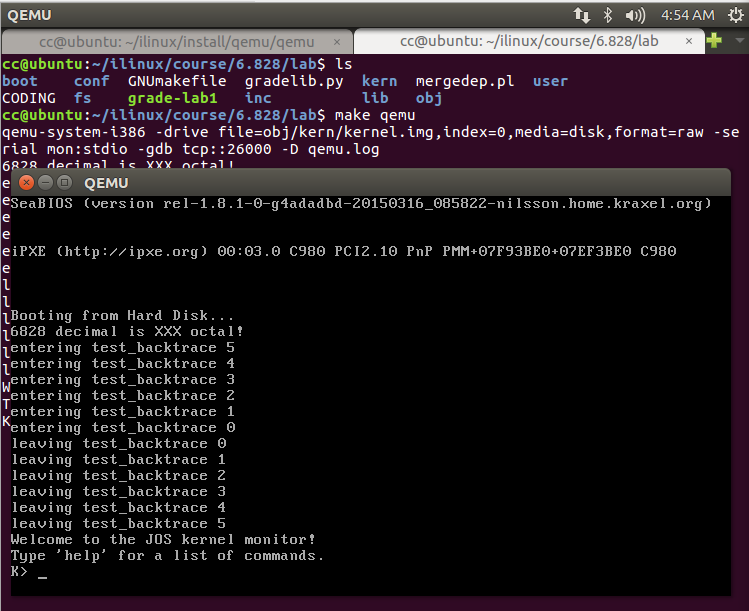 QEMU
4:54 AM
cc@ubuntu: ~/ilinux/install/qemu/qemu ×
cc@ubuntu: ~/ilinux/course/6.828/lab ×
cc@ubuntu:~/ilinux/course/6.828/lab$ ls
boot conf GNUmakefile gradelib.py kern mergedep.pl user
CODING fs grade-lab1 inc lib obj
cc@ubuntu:~/ilinux/course/6.828/lab$ make qemu
qemu-system-i386 -drive file=obj/kern/kernel.img,index=0,media=disk,format=raw -se
rial mon:stdio -gdb tcp::26000 -D qemu.log
6828 decimal is XXX octal!
e
e
e
e
e
e
l
l
l
l
l
l
W
T
K
QEMU
SeaBIOS (version rel-1.8.1-0-g4adadbd-20150316_085822-nilsson.home.kraxel.org)
iPXE (http://ipxe.org) 00:03.0 C980 PCI2.10 PnP PMM+07F93BE0+07EF3BE0 C980
Booting from Hard Disk...
6828 decimal is XXX octal!
entering test_backtrace 5
entering test_backtrace 4
entering test_backtrace 3
entering test_backtrace 2
entering test_backtrace 1
entering test_backtrace 0
leaving test_backtrace 0
leaving test_backtrace 1
leaving test_backtrace 2
leaving test_backtrace 3
leaving test_backtrace 4
leaving test_backtrace 5
Welcome to the JOS kernel monitor!
Type 'help' for a list of commands.
K> _